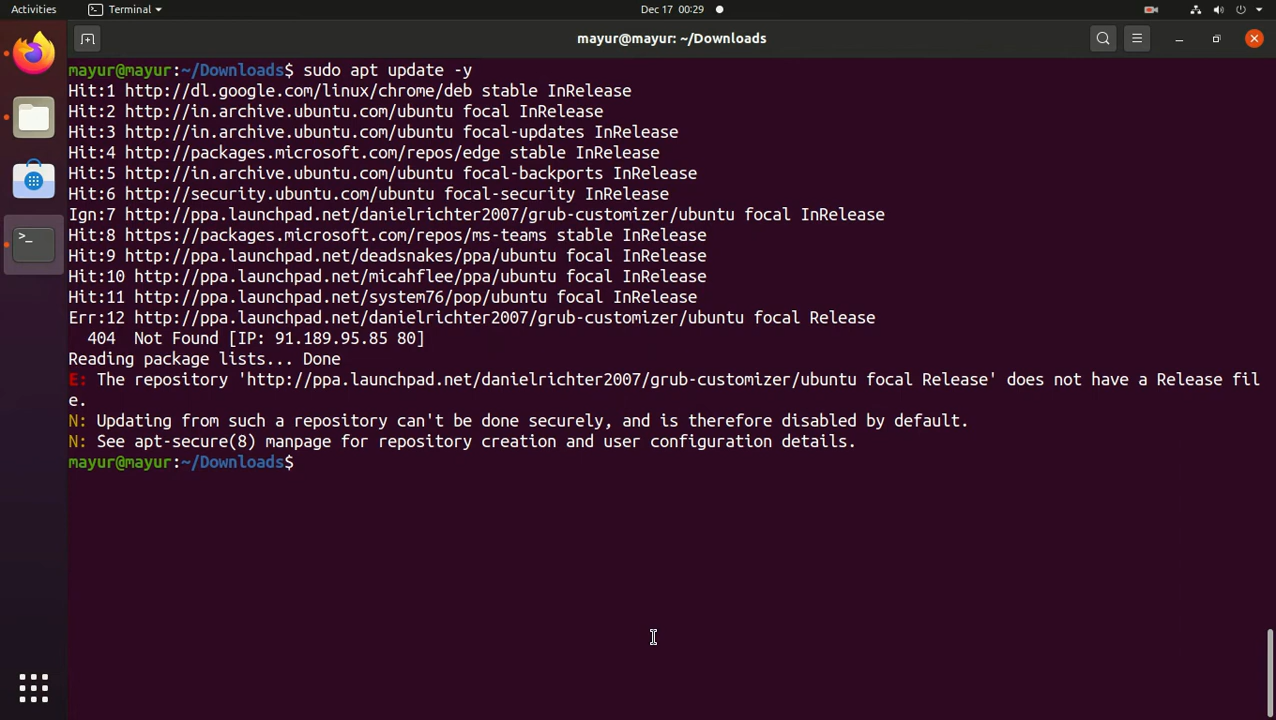 Activities
Terminal
Dec 17 00:29
mayur@mayur: ~/Downloads
mayur@mayur:~/Downloads$ sudo apt update -y
Hit:1 http://dl.google.com/linux/chrome/deb stable InRelease
Hit:2 http://in.archive.ubuntu.com/ubuntu focal InRelease
Hit:3 http://in.archive.ubuntu.com/ubuntu focal-updates InRelease
Hit:4 http://packages.microsoft.com/repos/edge stable InRelease
Hit:5 http://in.archive.ubuntu.com/ubuntu focal-backports InRelease
Hit:6 http://security.ubuntu.com/ubuntu focal-security InRelease
Ign:7 http://ppa.launchpad.net/danielrichter2007/grub-customizer/ubuntu focal InRelease
Hit:8 https://packages.microsoft.com/repos/ms-teams stable InRelease
Hit:9 http://ppa.launchpad.net/deadsnakes/ppa/ubuntu focal InRelease
Hit:10 http://ppa.launchpad.net/micahflee/ppa/ubuntu focal InRelease
Hit:11 http://ppa.launchpad.net/system76/pop/ubuntu focal InRelease
Err:12 http://ppa.launchpad.net/danielrichter2007/grub-customizer/ubuntu focal Release
  404  Not Found [IP: 91.189.95.85 80]
Reading package lists... Done
E: The repository 'http://ppa.launchpad.net/danielrichter2007/grub-customizer/ubuntu focal Release' does not have a Release fil
e.
N: Updating from such a repository can't be done securely, and is therefore disabled by default.
N: See apt-secure(8) manpage for repository creation and user configuration details.
mayur@mayur:~/Downloads$